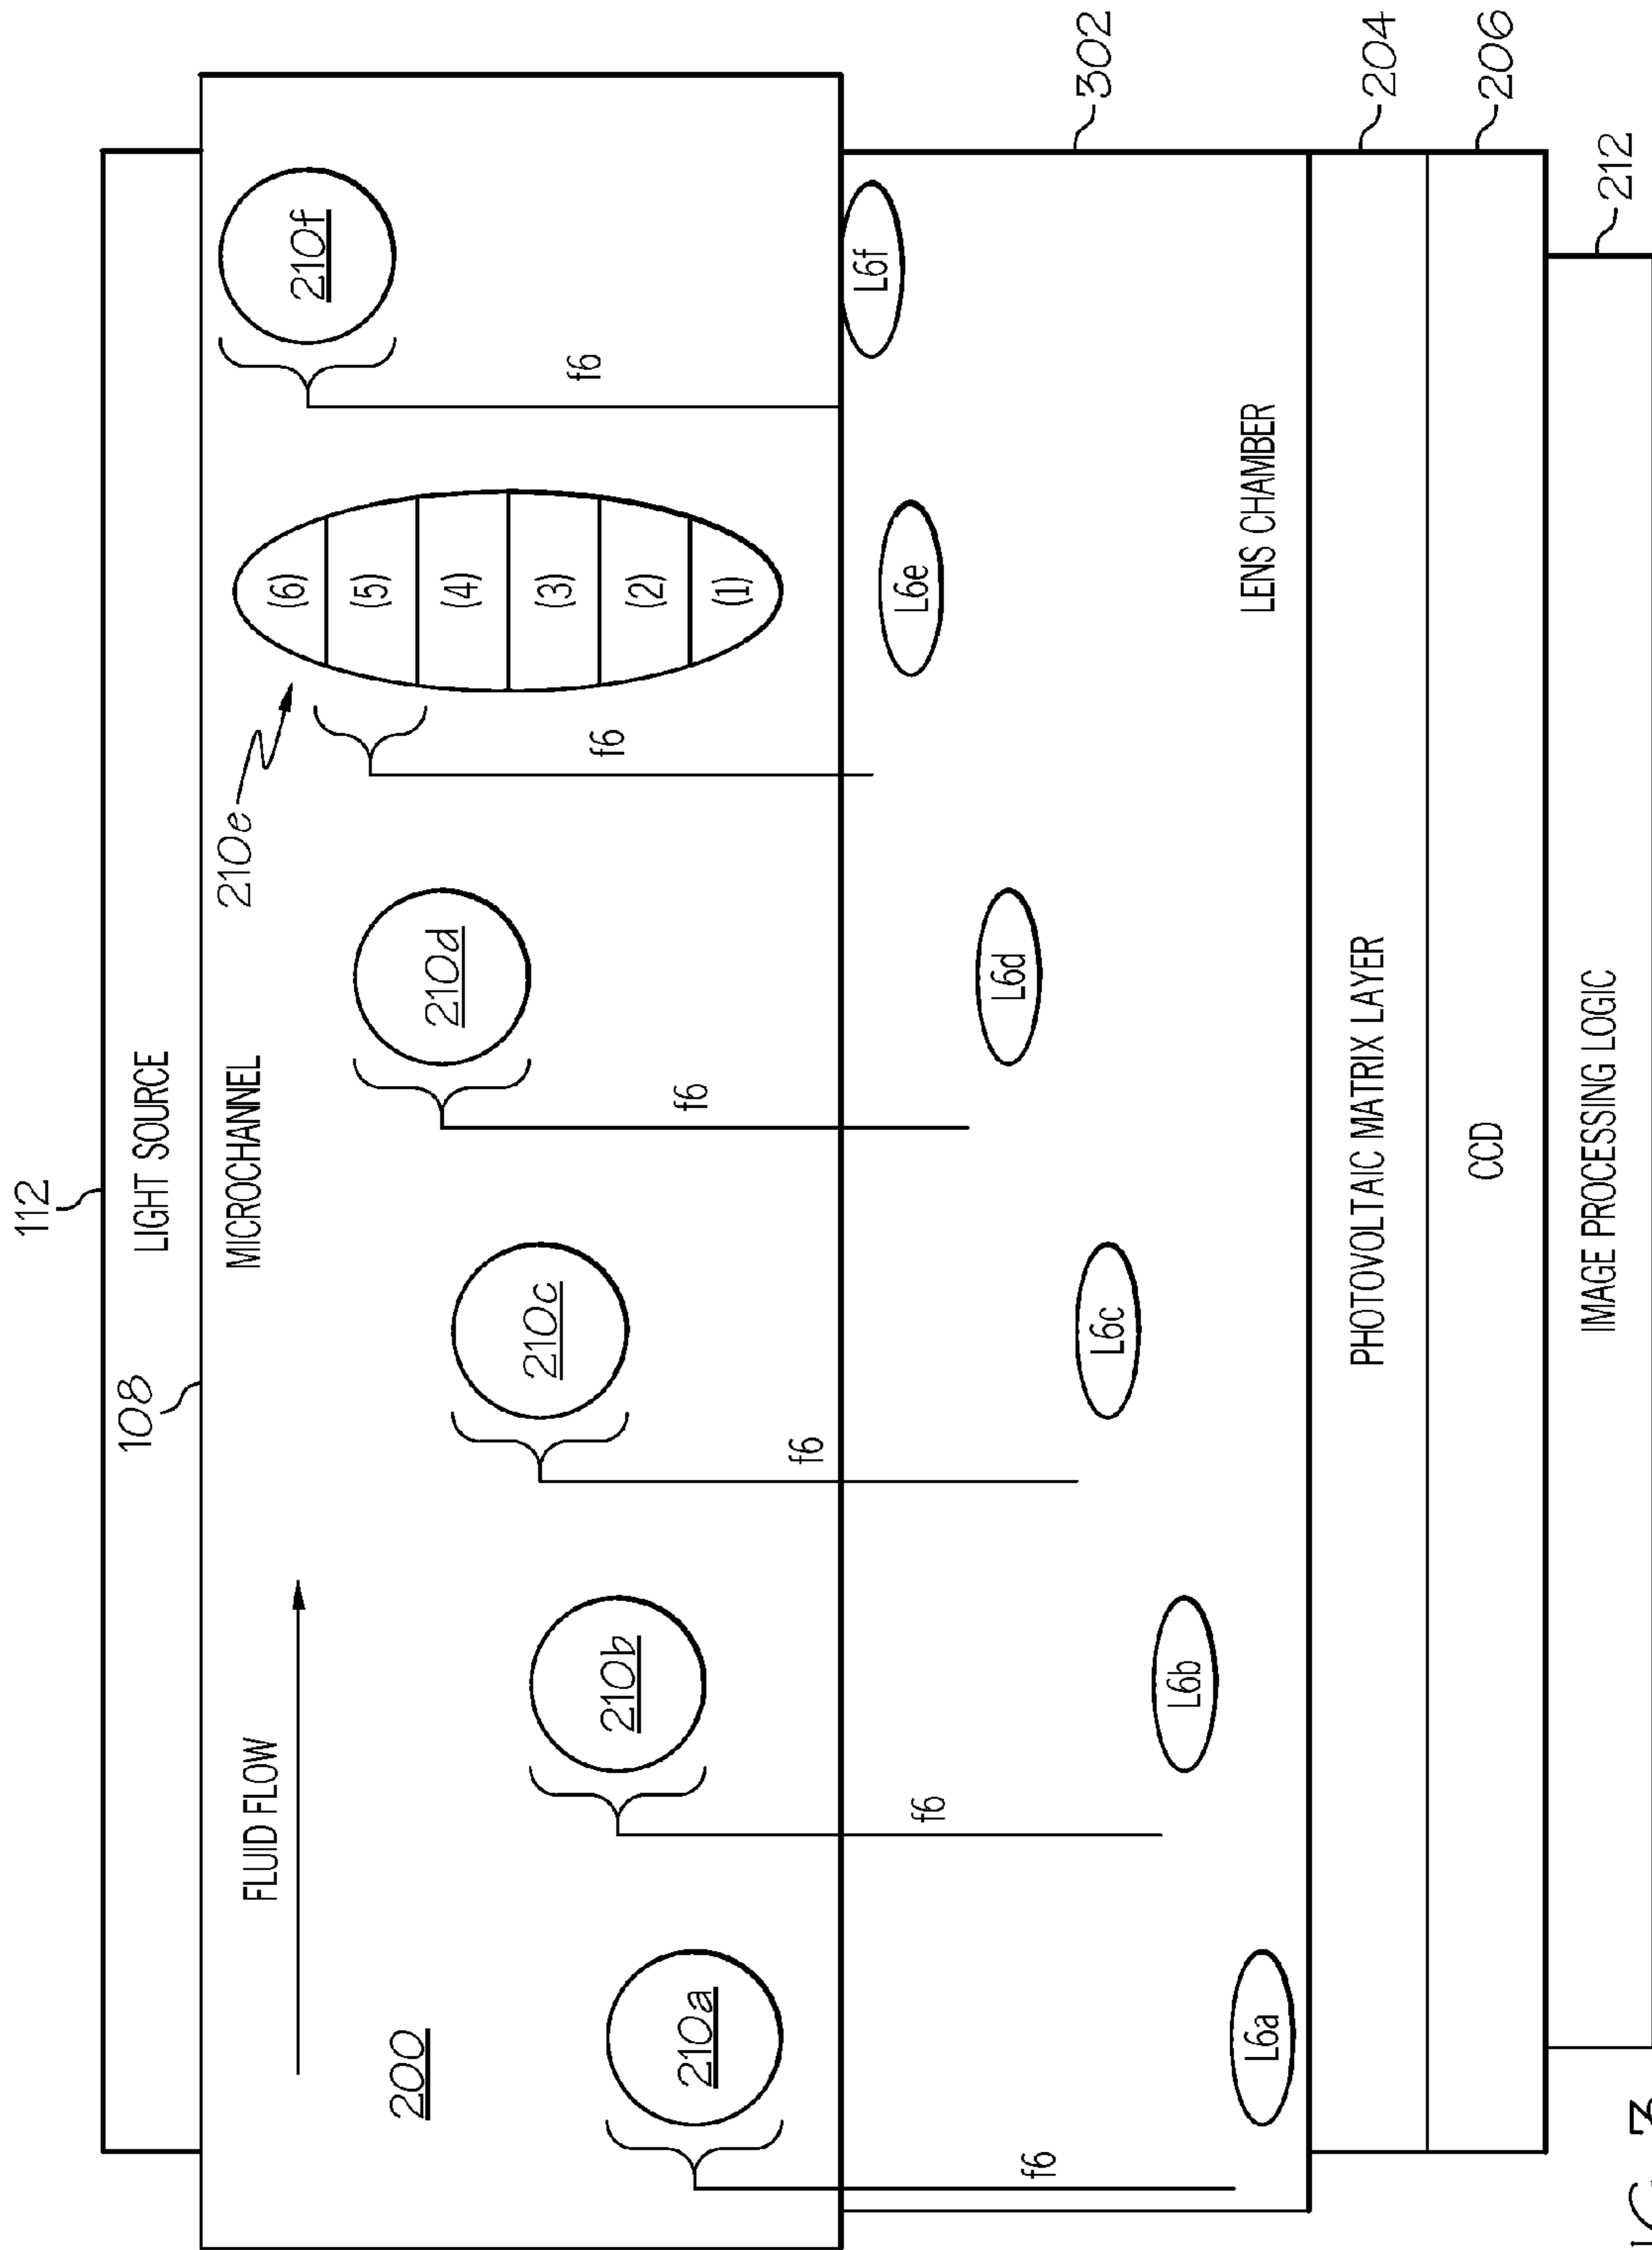 112
108
LIGHT SOURCE
MICROCHANNEL
FLUID FLOW
200
210a
210b
210c
210d
210e
(6)
(5)
(4)
(3)
(2)
(1)
210f
f6
f6
f6
f6
f6
f6
L6a
L6b
L6c
L6d
L6e
L6f
LENS CHAMBER
302
PHOTOVOLTAIC MATRIX LAYER
204
CCD
206
IMAGE PROCESSING LOGIC
212